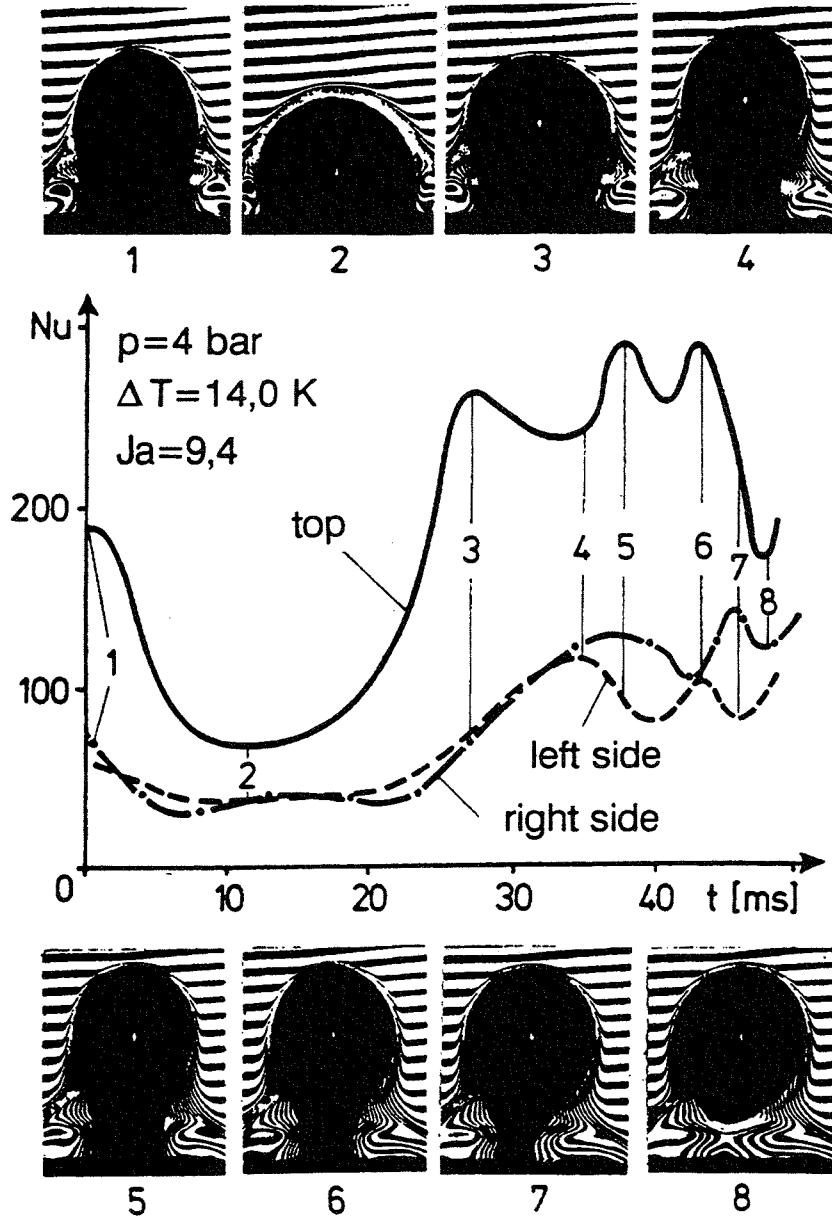 1 2 3 4
Nu
p=4 bar
ΔT=14,0 K
Ja=9,4
200
top
3 4 5 6
7
8
1
100
2
left side
right side
0
10 20 30 40 t [ms]
5 6 7 8